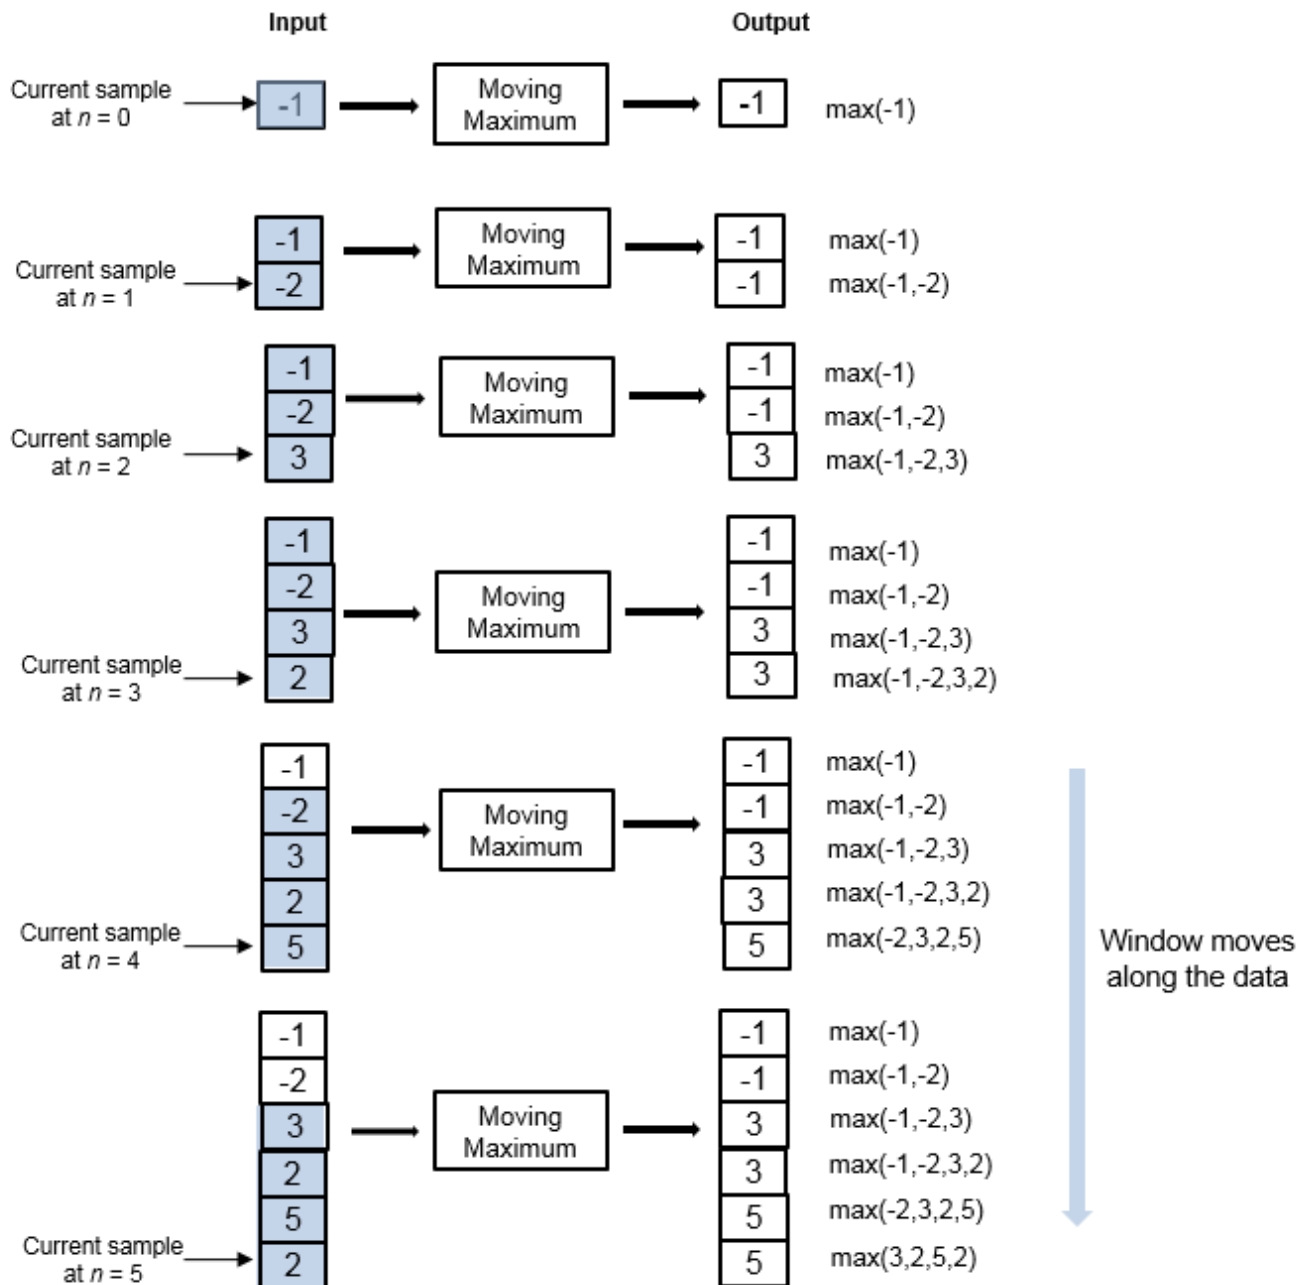 Input
Output
Current sample
at n = 0
-1
Moving
Maximum
-1
max(-1)
Current sample
at n = 1
-1
-2
Moving
Maximum
-1
-1
max(-1)
max(-1,-2)
Current sample
at n = 2
-1
-2
3
Moving
Maximum
-1
-1
3
max(-1)
max(-1,-2)
max(-1,-2,3)
Current sample
at n = 3
-1
-2
3
2
Moving
Maximum
-1
-1
3
3
max(-1)
max(-1,-2)
max(-1,-2,3)
max(-1,-2,3,2)
Current sample
at n = 4
-1
-2
3
2
5
Moving
Maximum
-1
-1
3
3
5
max(-1)
max(-1,-2)
max(-1,-2,3)
max(-1,-2,3,2)
max(-2,3,2,5)
Window moves
along the data
Current sample
at n = 5
-1
-2
3
2
5
2
Moving
Maximum
-1
-1
3
3
5
5
max(-1)
max(-1,-2)
max(-1,-2,3)
max(-1,-2,3,2)
max(-2,3,2,5)
max(3,2,5,2)